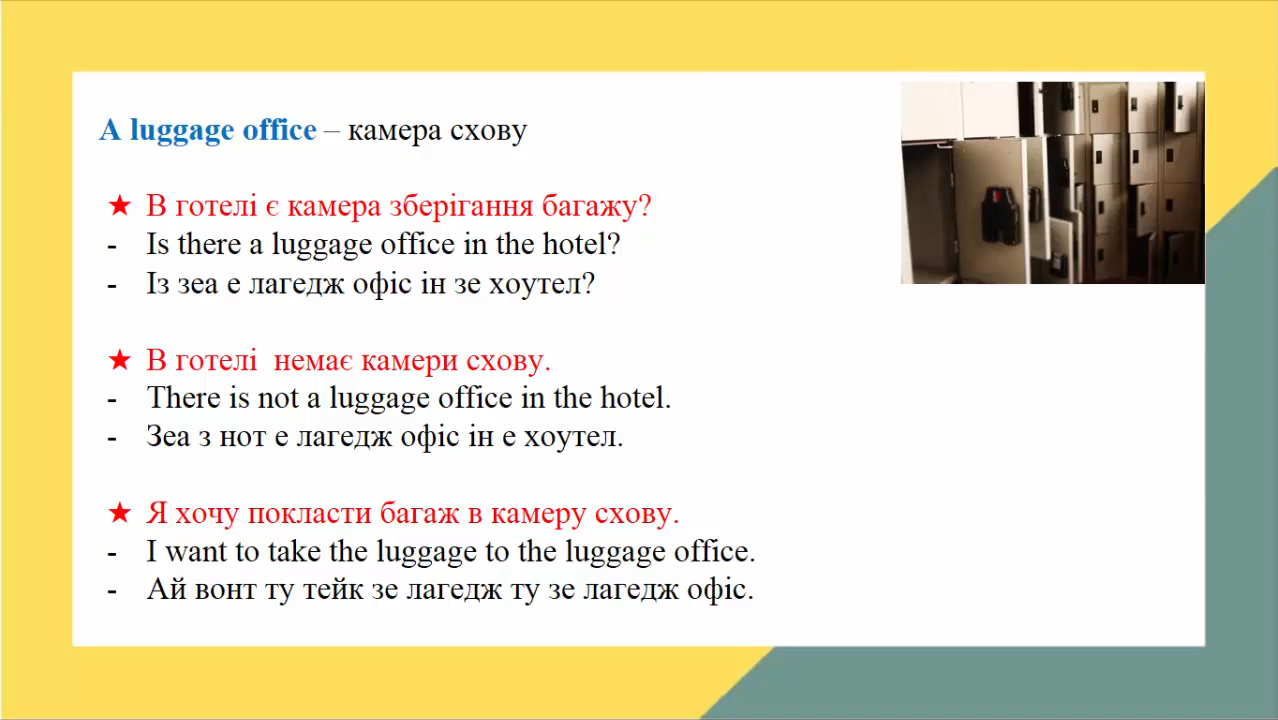 A luggage office – камера схову
★ В готелі є камера зберігання багажу?
- Is there a luggage office in the hotel?
- Із зеа е лагедж офіс ін зе хоутел?
★ В готелі немає камери схову.
- There is not a luggage office in the hotel.
- Зеа з нот е лагедж офіс ін е хоутел.
★ Я хочу покласти багаж в камеру схову.
- I want to take the luggage to the luggage office.
- Ай вонт ту тейк зе лагедж ту зе лагедж офіс.